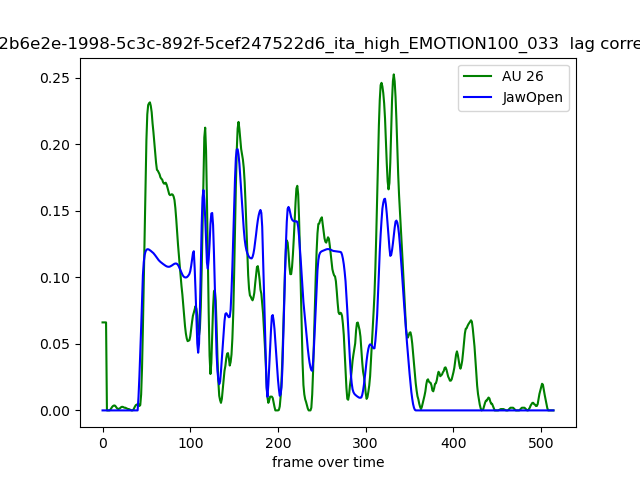 2b6e2e-1998-5c3c-892f-5cef247522d6_ita_high_EMOTION100_033 lag corre
AU 26
JawOpen
0.25
0.20
0.15
0.10
0.05
0.00
0 100 200 300 400 500
frame over time